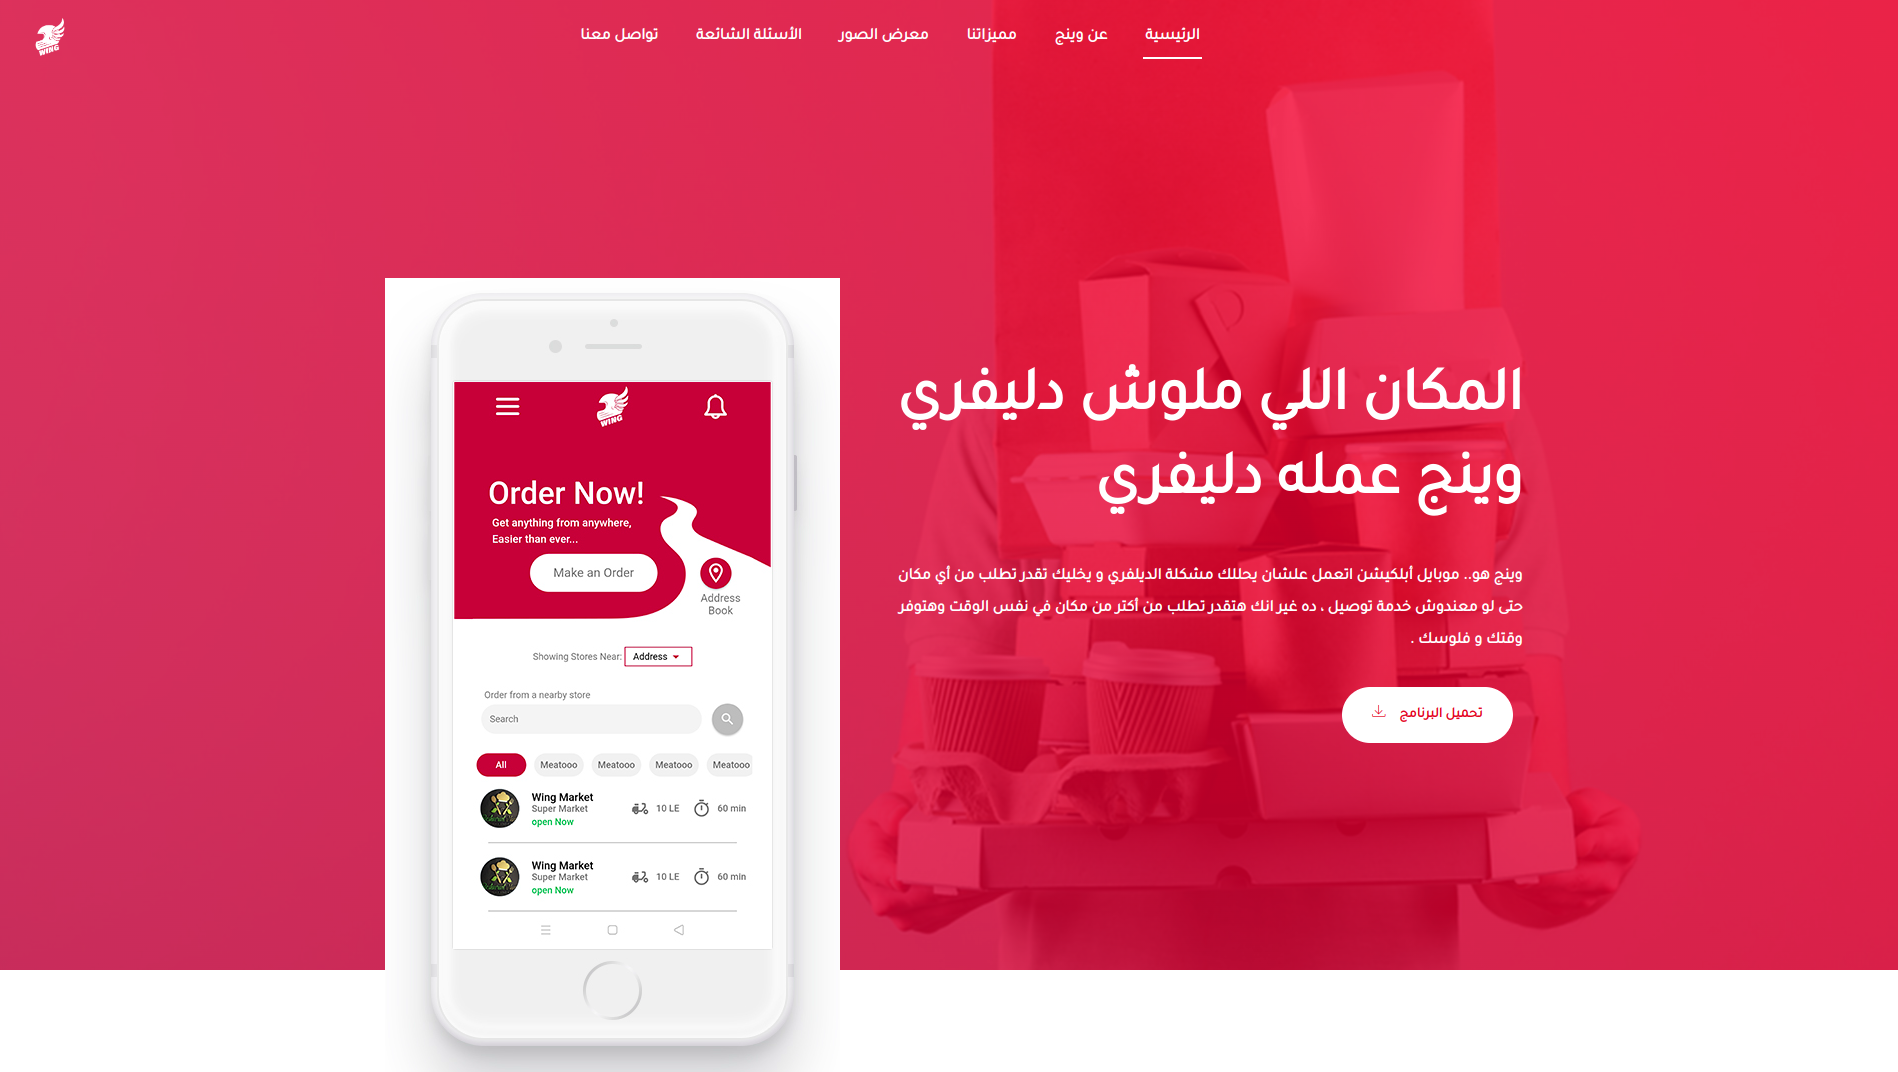 WING
الرئيسية
عن وينج
مميزاتنا
معرض الصور
الأسئلة الشائعة
تواصل معنا
المكان اللي ملوش دليفري
وينج عمله دليفري
وينج هو.. موبايل أبلكيشن اتعمل علشان يحللك مشكلة الديلفري و يخليك تقدر تطلب من أي مكان
حتى لو معندوش خدمة توصيل ، ده غير انك هتقدر تطلب من أكتر من مكان في نفس الوقت وهتوفر
وقتك و فلوسك .
تحميل البرنامج
WING
Order Now!
Get anything from anywhere,
Easier than ever...
Make an Order
Address
Book
Showing Stores Near: Address
Order from a nearby store
Search
All Meatooo Meatooo Meatooo Meatooo
Wing Market
Super Market 10 LE 60 min
open Now
Wing Market
Super Market 10 LE 60 min
open Now